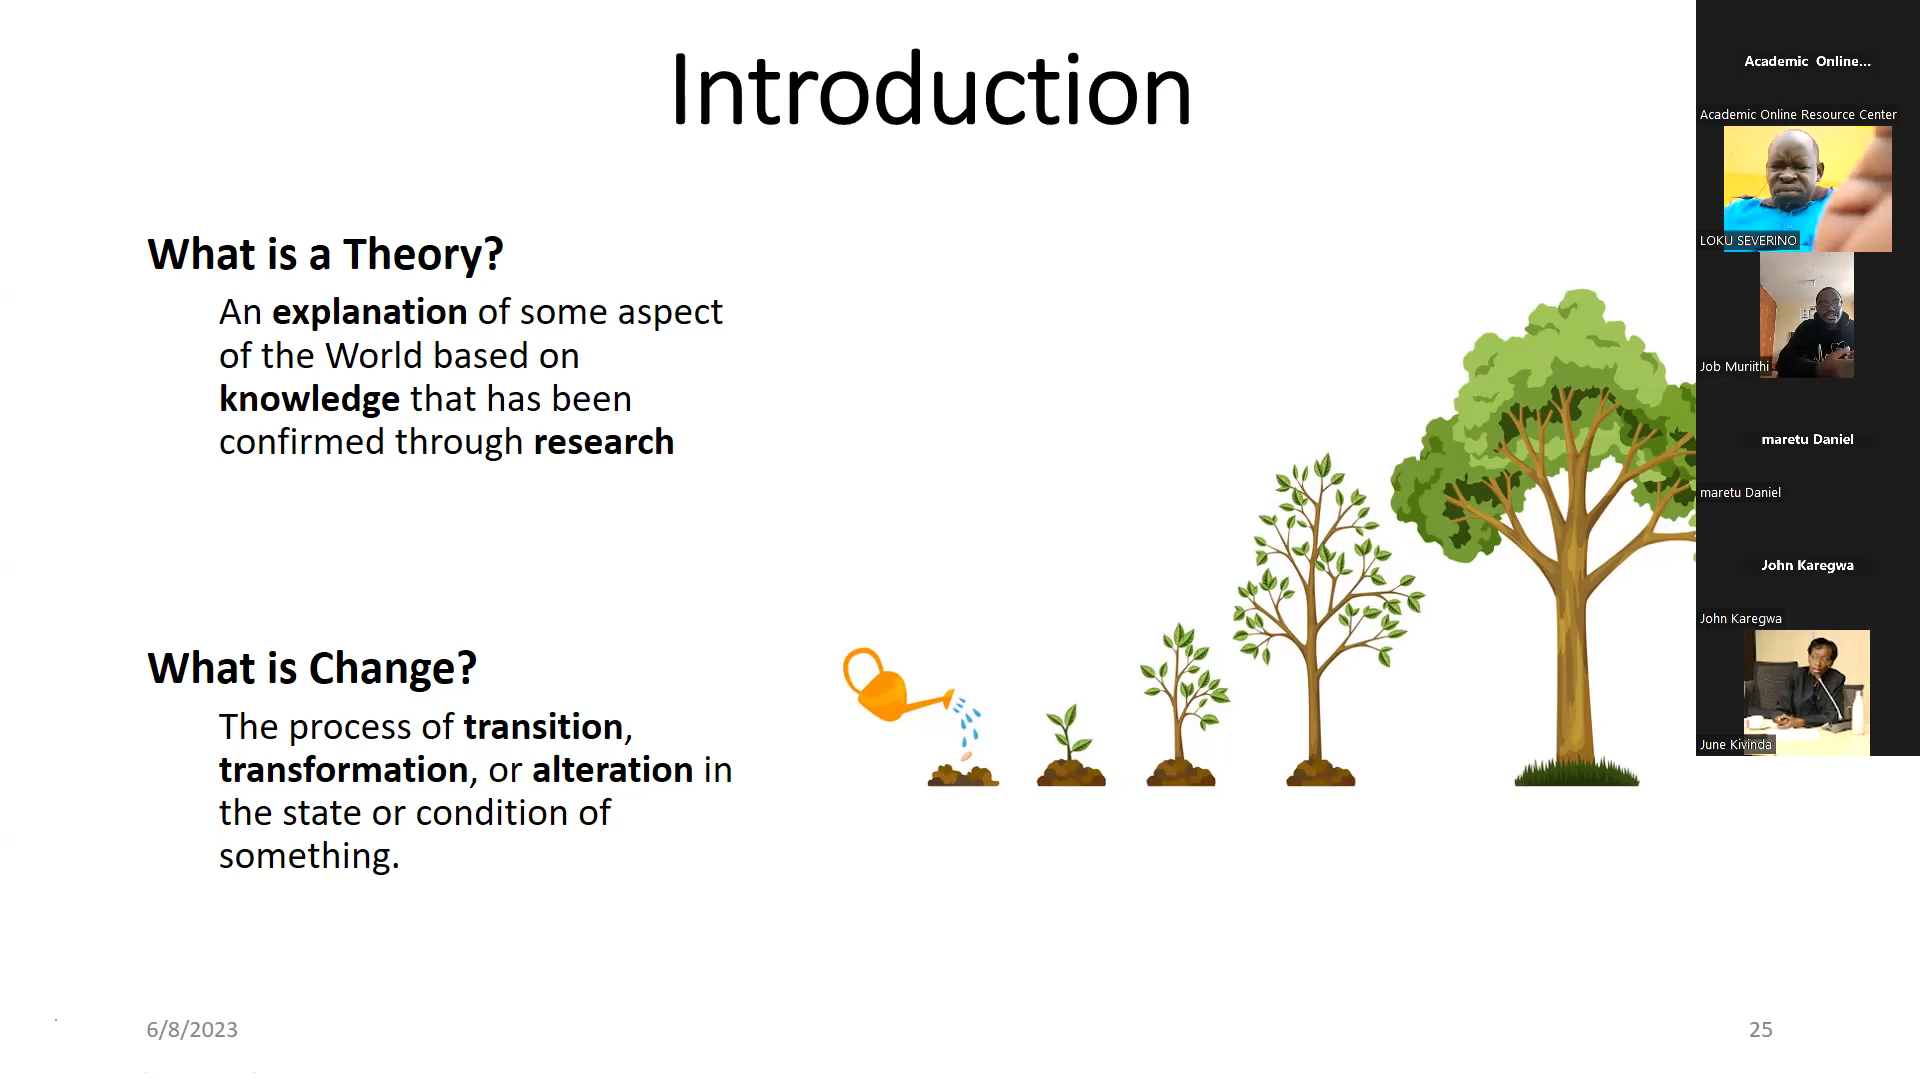 Introduction
What is a Theory?
An explanation of some aspect
of the World based on
knowledge that has been
confirmed through research
What is Change?
The process of transition,
transformation, or alteration in
the state or condition of
something.
6/8/2023
25
Academic Online...
Academic Online Resource Center
LOKU SEVERINO
Job Muriithi
maretu Daniel
maretu Daniel
John Karegwa
John Karegwa
June Kivinda